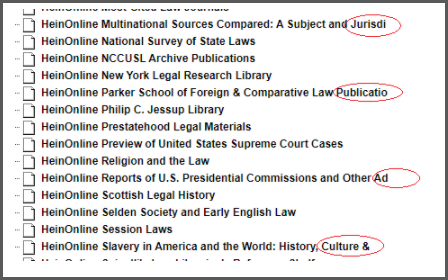 HeinOnline Multinational Sources Compared: A Subject and Jurisdi
HeinOnline National Survey of State Laws
HeinOnline NCCUSL Archive Publications
HeinOnline New York Legal Research Library
HeinOnline Parker School of Foreign & Comparative Law Publicatio
HeinOnline Philip C. Jessup Library
HeinOnline Prestatehood Legal Materials
HeinOnline Preview of United States Supreme Court Cases
HeinOnline Religion and the Law
HeinOnline Reports of U.S. Presidential Commissions and Other Ad
HeinOnline Scottish Legal History
HeinOnline Selden Society and Early English Law
HeinOnline Session Laws
HeinOnline Slavery in America and the World: History, Culture &